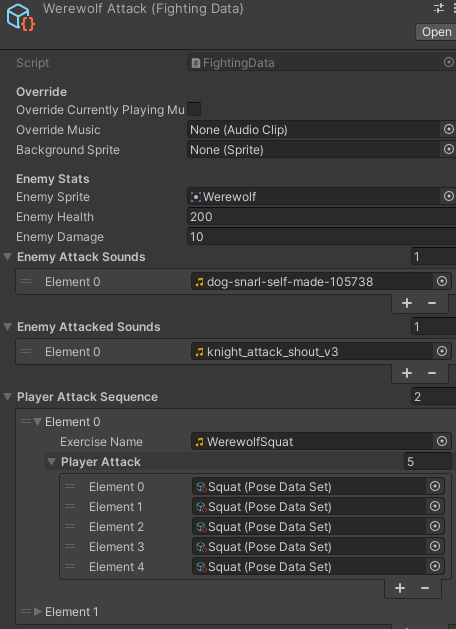 Werewolf Attack (Fighting Data)
Open
Script FightingData
Override
Override Currently Playing Mu
Override Music None (Audio Clip)
Background Sprite None (Sprite)
Enemy Stats
Enemy Sprite Werewolf
Enemy Health 200
Enemy Damage 10
Enemy Attack Sounds 1
Element 0 dog-snarl-self-made-105738
+ −
Enemy Attacked Sounds 1
Element 0 knight_attack_shout_v3
+ −
Player Attack Sequence 2
Element 0
Exercise Name WerewolfSquat
Player Attack 5
Element 0 Squat (Pose Data Set)
Element 1 Squat (Pose Data Set)
Element 2 Squat (Pose Data Set)
Element 3 Squat (Pose Data Set)
Element 4 Squat (Pose Data Set)
+ −
Element 1